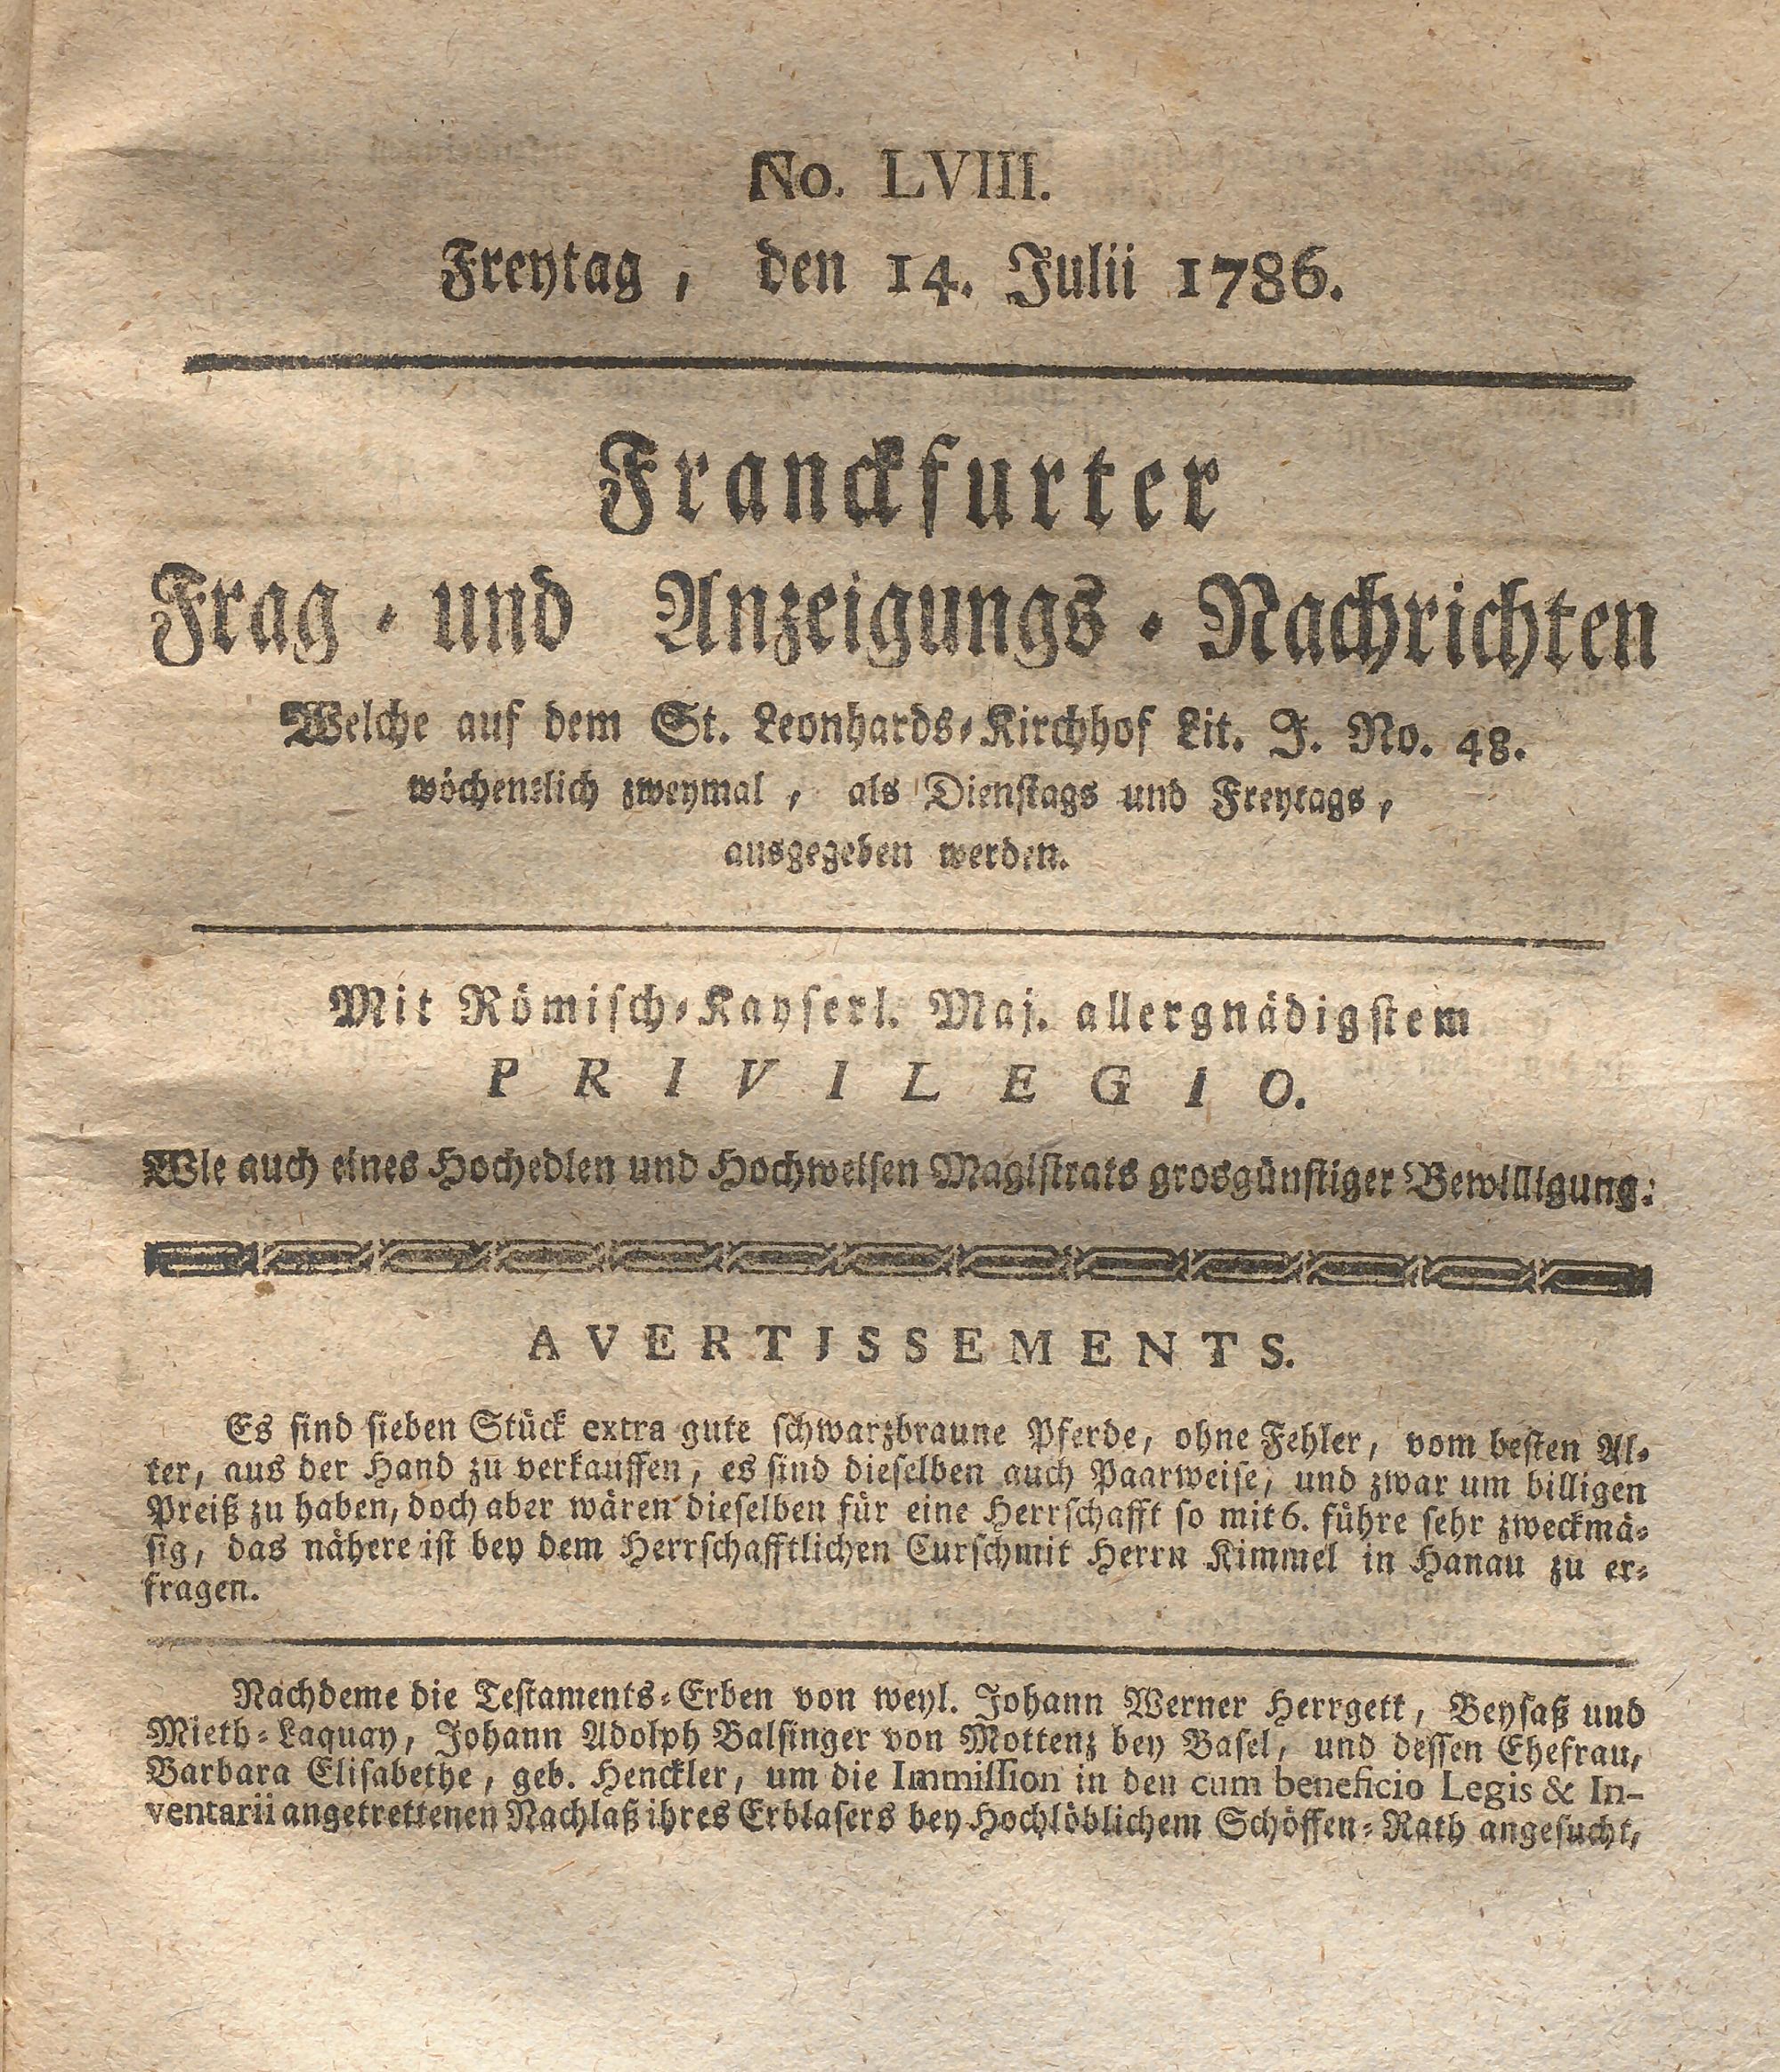 No. LVIII.
Freytag, den 14. Julii 1786.
Franckfurter
Frag- und Anzeigungs-Nachrichten
Welche auf dem St. Leonhards-Kirchhof Lit. J. No. 48.
wöchentlich zweymal, als Dienstags und Freytags,
ausgegeben werden.
Mit Römisch-Kayserl. Maj. allergnädigstem
PRIVILEGIO.
Wie auch eines Hochedlen und Hochweisen Magistrats grosgünstiger Bewilligung:
AVERTISSEMENTS.
Es sind sieben Stück extra gute schwarzbraune Pferde, ohne Fehler, vom besten Al-
ter, aus der Hand zu verkauffen, es sind dieselben auch Paarweise, und zwar um billigen
Preiß zu haben, doch aber wären dieselben für eine Herrschafft so mit 6. führe sehr zweckmä-
sig, das nähere ist bey dem Herrschafftlichen Curschmit Herrn Kimmel in Hanau zu er-
fragen.
Nachdeme die Testaments-Erben von weyl. Johann Werner Herrgett, Beysaß und
Mieth-Laquay, Johann Adolph Balsinger von Mottenz bey Basel, und dessen Ehefrau,
Barbara Elisabethe, geb. Henckler, um die Immission in den cum beneficio Legis & In-
ventarii angetrettenen Nachlaß ihres Erblasers bey Hochlöblichem Schöffen-Rath angesucht,